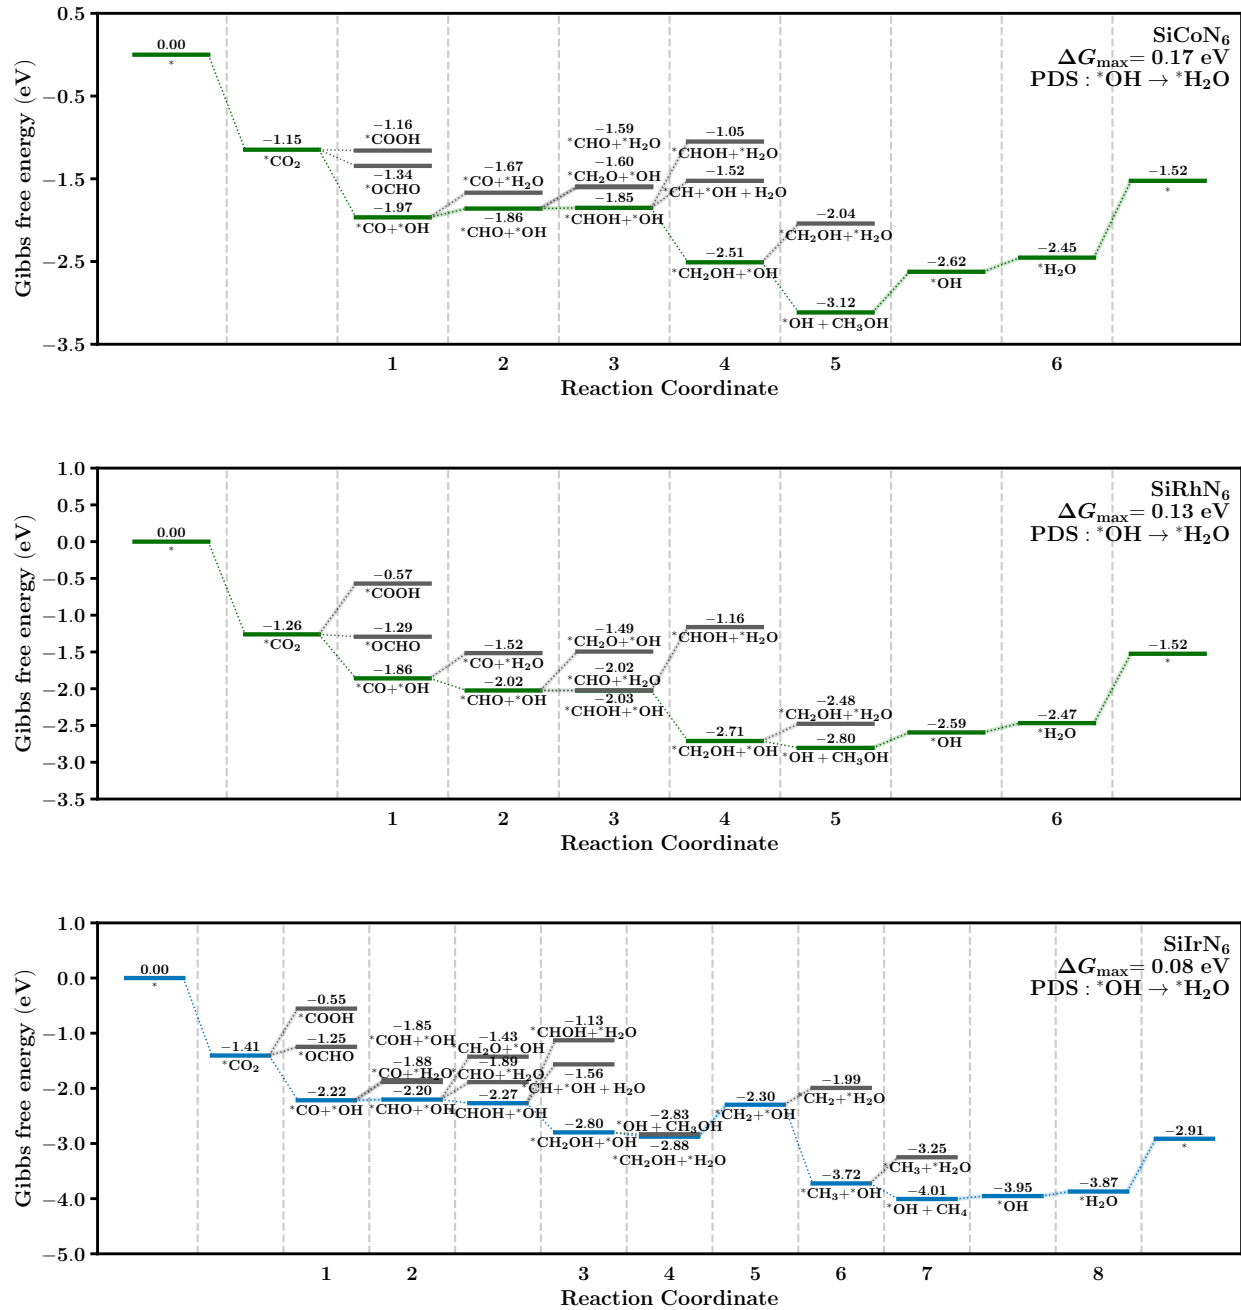 SiCoN₆
ΔG_max= 0.17 eV
PDS : *OH → *H₂O
Gibbs free energy (eV)
0.5
−0.5
−1.5
−2.5
−3.5
0.00
*
−1.15
*CO₂
−1.16
*COOH
−1.34
*OCHO
−1.97
*CO+*OH
−1.67
*CO+*H₂O
−1.86
*CHO+*OH
−1.59
*CHO+*H₂O
−1.60
*CH₂O+*OH
−1.85
*CHOH+*OH
−1.05
*CHOH+*H₂O
−1.52
CH+*OH + H₂O
−2.51
*CH₂OH+*OH
−2.04
*CH₂OH+*H₂O
−3.12
*OH + CH₃OH
−2.62
*OH
−2.45
*H₂O
−1.52
*
1 2 3 4 5 6
Reaction Coordinate
SiRhN₆
ΔG_max= 0.13 eV
PDS : *OH → *H₂O
Gibbs free energy (eV)
1.0
0.5
0.0
−0.5
−1.0
−1.5
−2.0
−2.5
−3.0
−3.5
0.00
*
−1.26
*CO₂
−0.57
*COOH
−1.29
*OCHO
−1.86
*CO+*OH
−1.52
*CO+*H₂O
−2.02
*CHO+*OH
−1.49
*CH₂O+*OH
−2.02
*CHO+*H₂O
−2.03
*CHOH+*OH
−1.16
*CHOH+*H₂O
−2.71
*CH₂OH+*OH
−2.48
*CH₂OH+*H₂O
−2.80
*OH + CH₃OH
−2.59
*OH
−2.47
*H₂O
−1.52
*
1 2 3 4 5 6
Reaction Coordinate
SiIrN₆
ΔG_max= 0.08 eV
PDS : *OH → *H₂O
Gibbs free energy (eV)
1.0
0.0
−1.0
−2.0
−3.0
−4.0
−5.0
0.00
*
−1.41
*CO₂
−0.55
*COOH
−1.25
*OCHO
−2.22
*CO+*OH
−1.85
*COH+*OH
−1.88
*CO+*H₂O
−2.20
*CHO+*OH
−1.43
*CH₂O+*OH
−1.89
CHO+*H₂O
−2.27
CHOH+*OH
−1.13
*CHOH+*H₂O
−1.56
*CH+*OH + H₂O
−2.80
*CH₂OH+*OH
−2.83
*OH + CH₃OH
−2.88
*CH₂OH+*H₂O
−2.30
*CH₂+*OH
−1.99
CH₂+*H₂O
−3.72
*CH₃+*OH
−3.25
*CH₃+*H₂O
−4.01
*OH + CH₄
−3.95
*OH
−3.87
*H₂O
−2.91
*
1 2 3 4 5 6 7 8
Reaction Coordinate